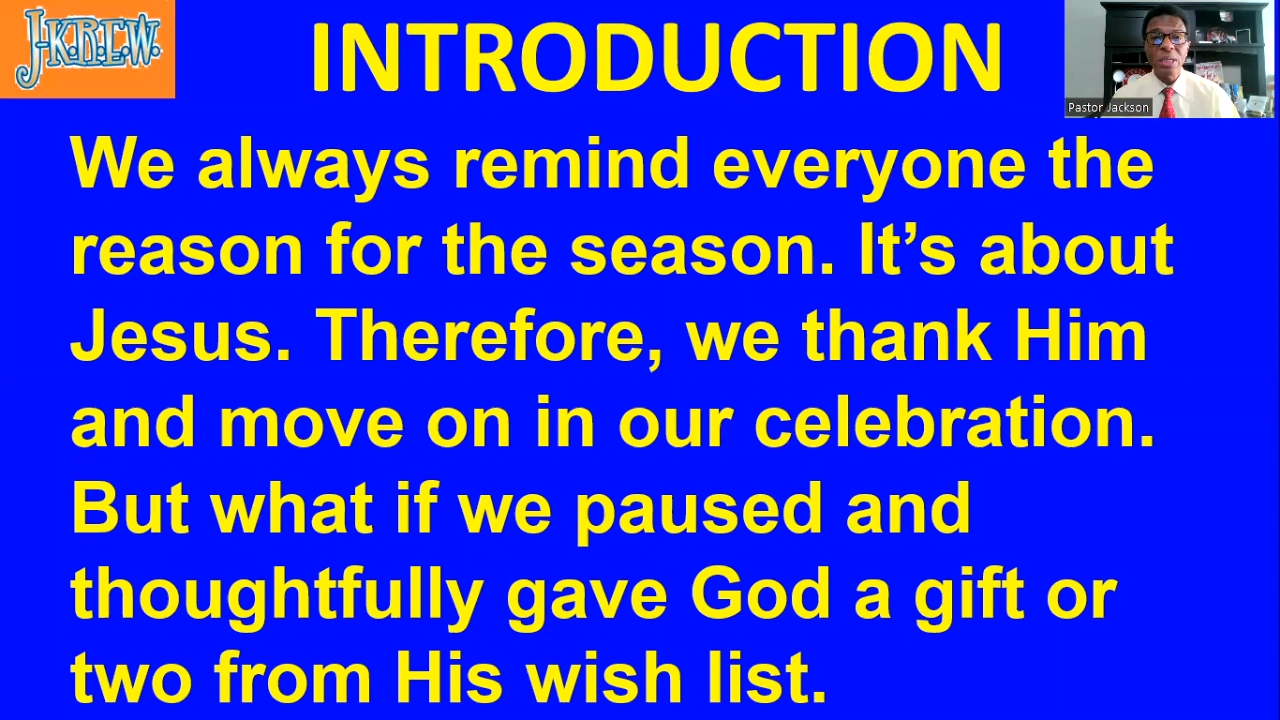 J-K.R.E.W.
INTRODUCTION
Pastor Jackson
We always remind everyone the
reason for the season. It’s about
Jesus. Therefore, we thank Him
and move on in our celebration.
But what if we paused and
thoughtfully gave God a gift or
two from His wish list.